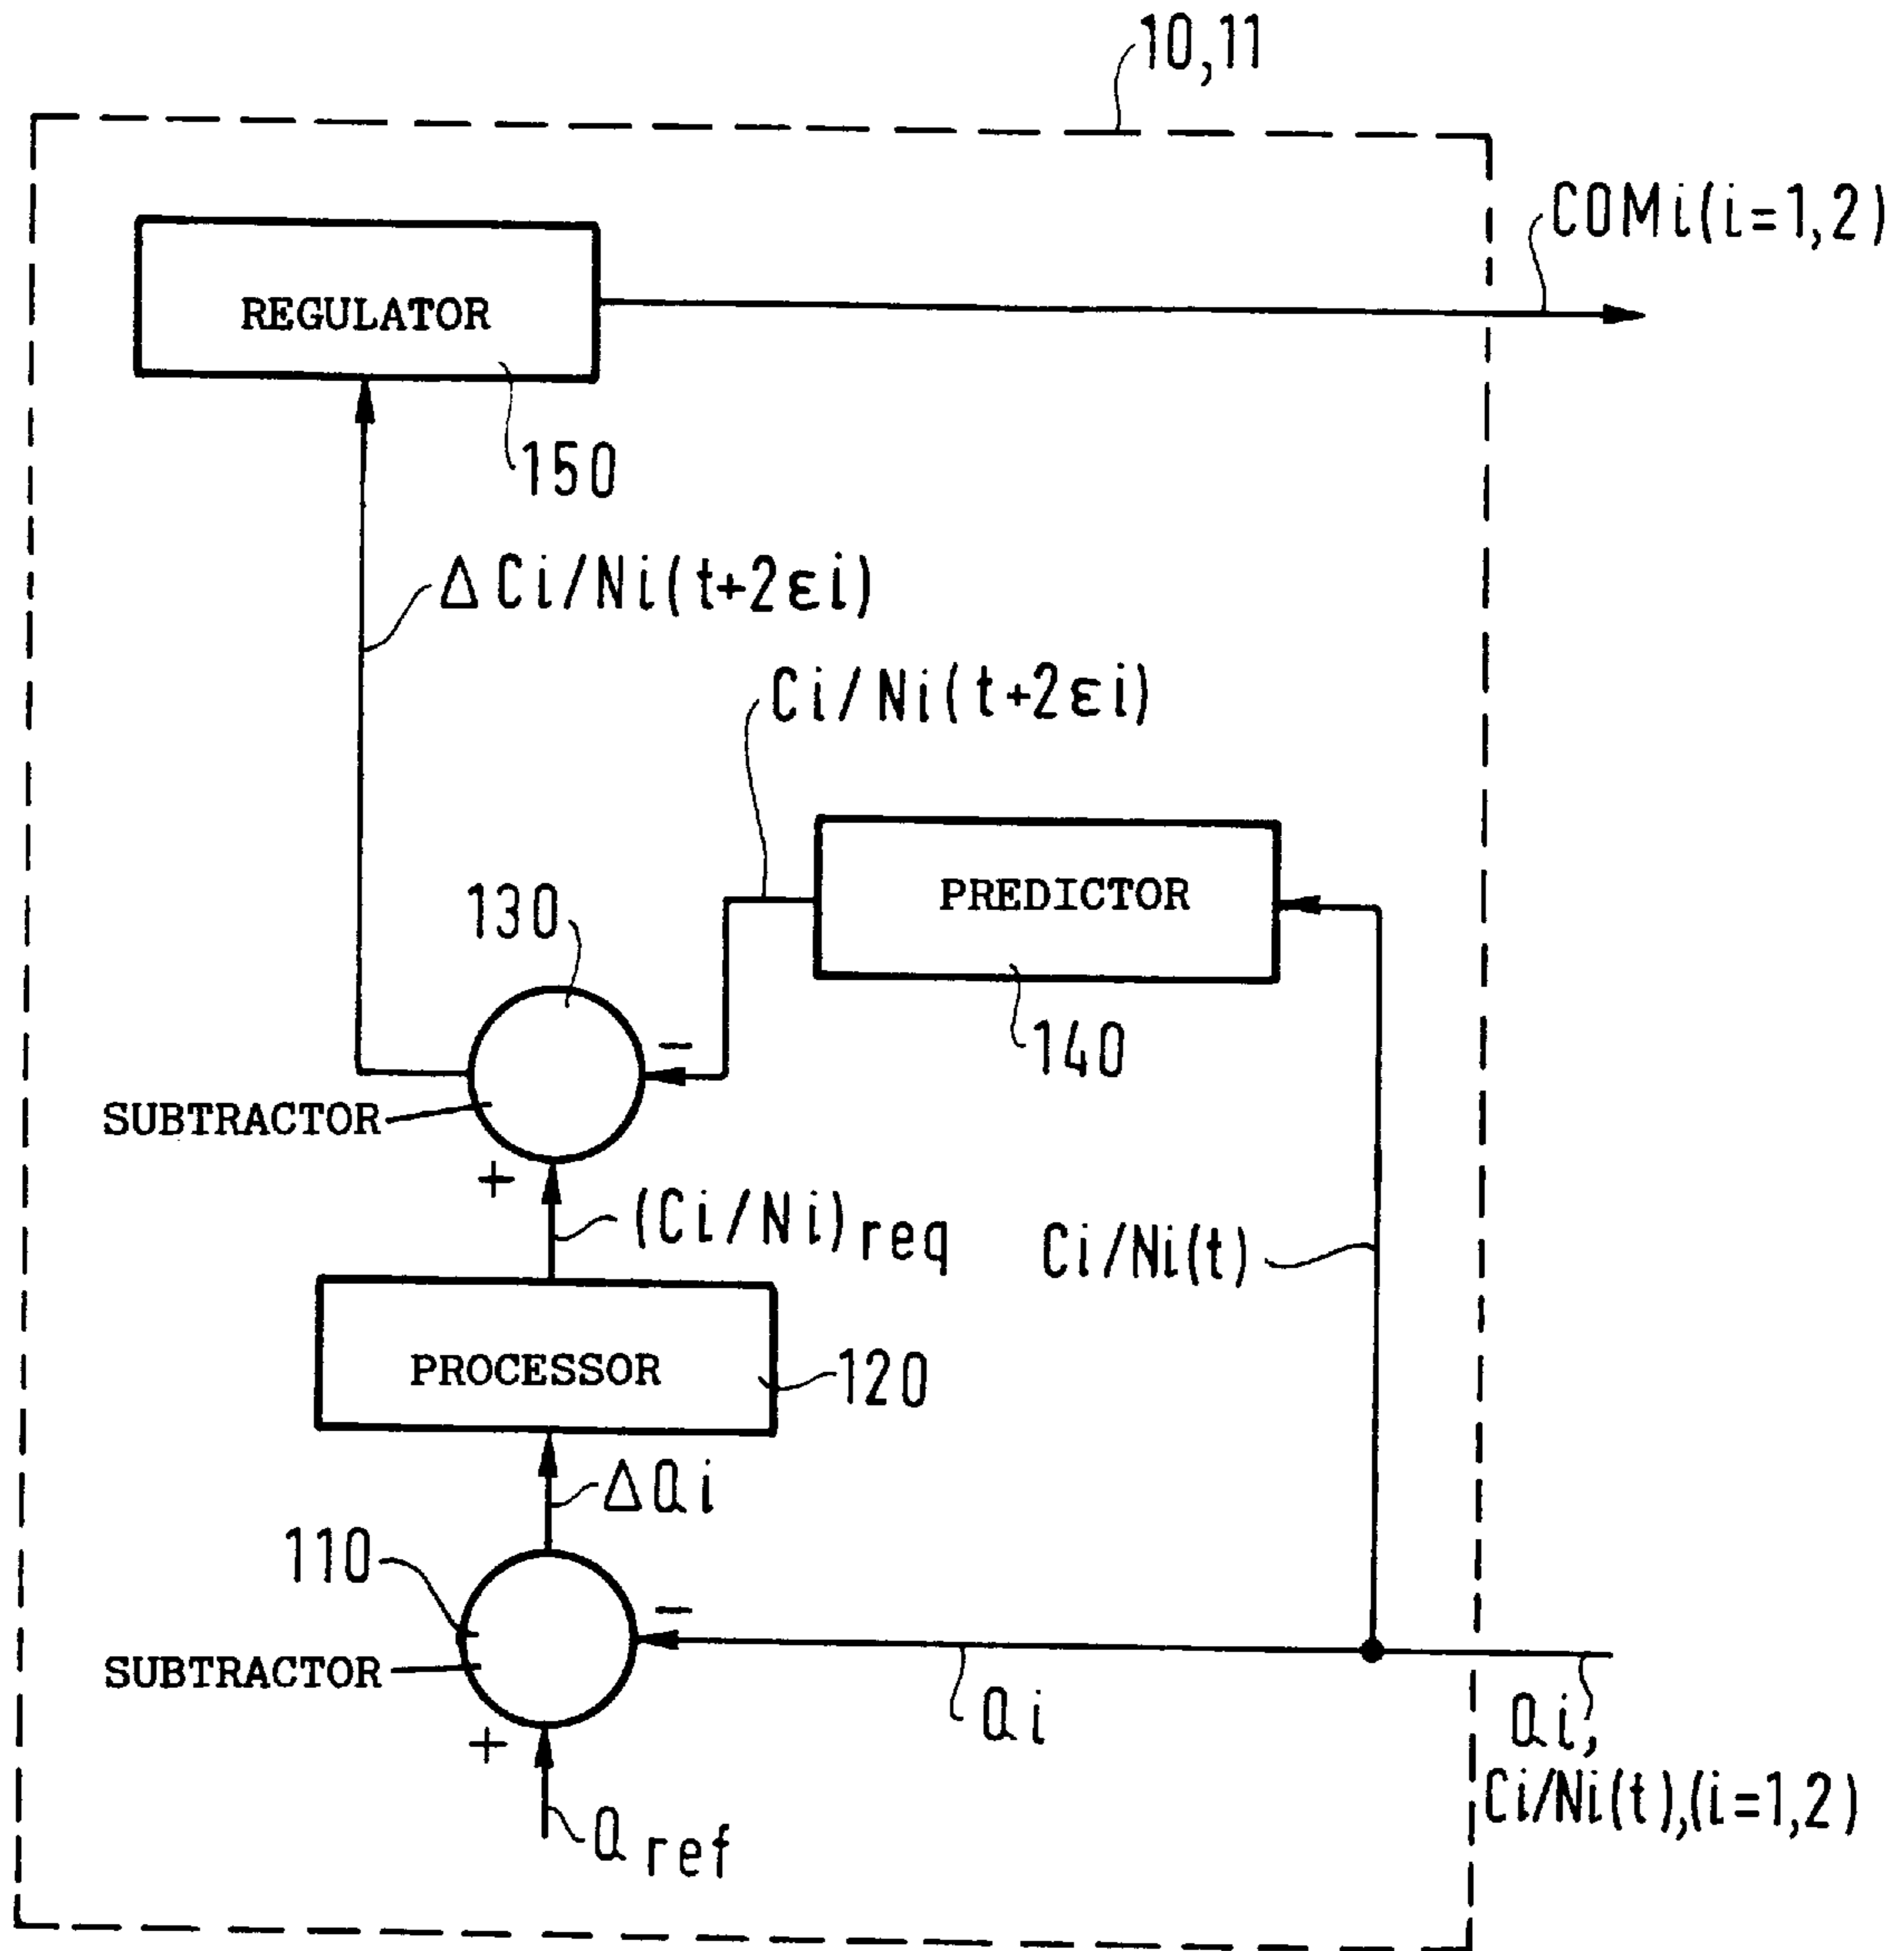 10,11
COMi(i=1,2)
REGULATOR
150
ΔCi/Ni(t+2εi)
Ci/Ni(t+2εi)
PREDICTOR
130
140
−
SUBTRACTOR
+
(Ci/Ni)req
Ci/Ni(t)
PROCESSOR
120
ΔQi
110
−
SUBTRACTOR
Qi
Qi,
+
Ci/Ni(t),(i=1,2)
Qref